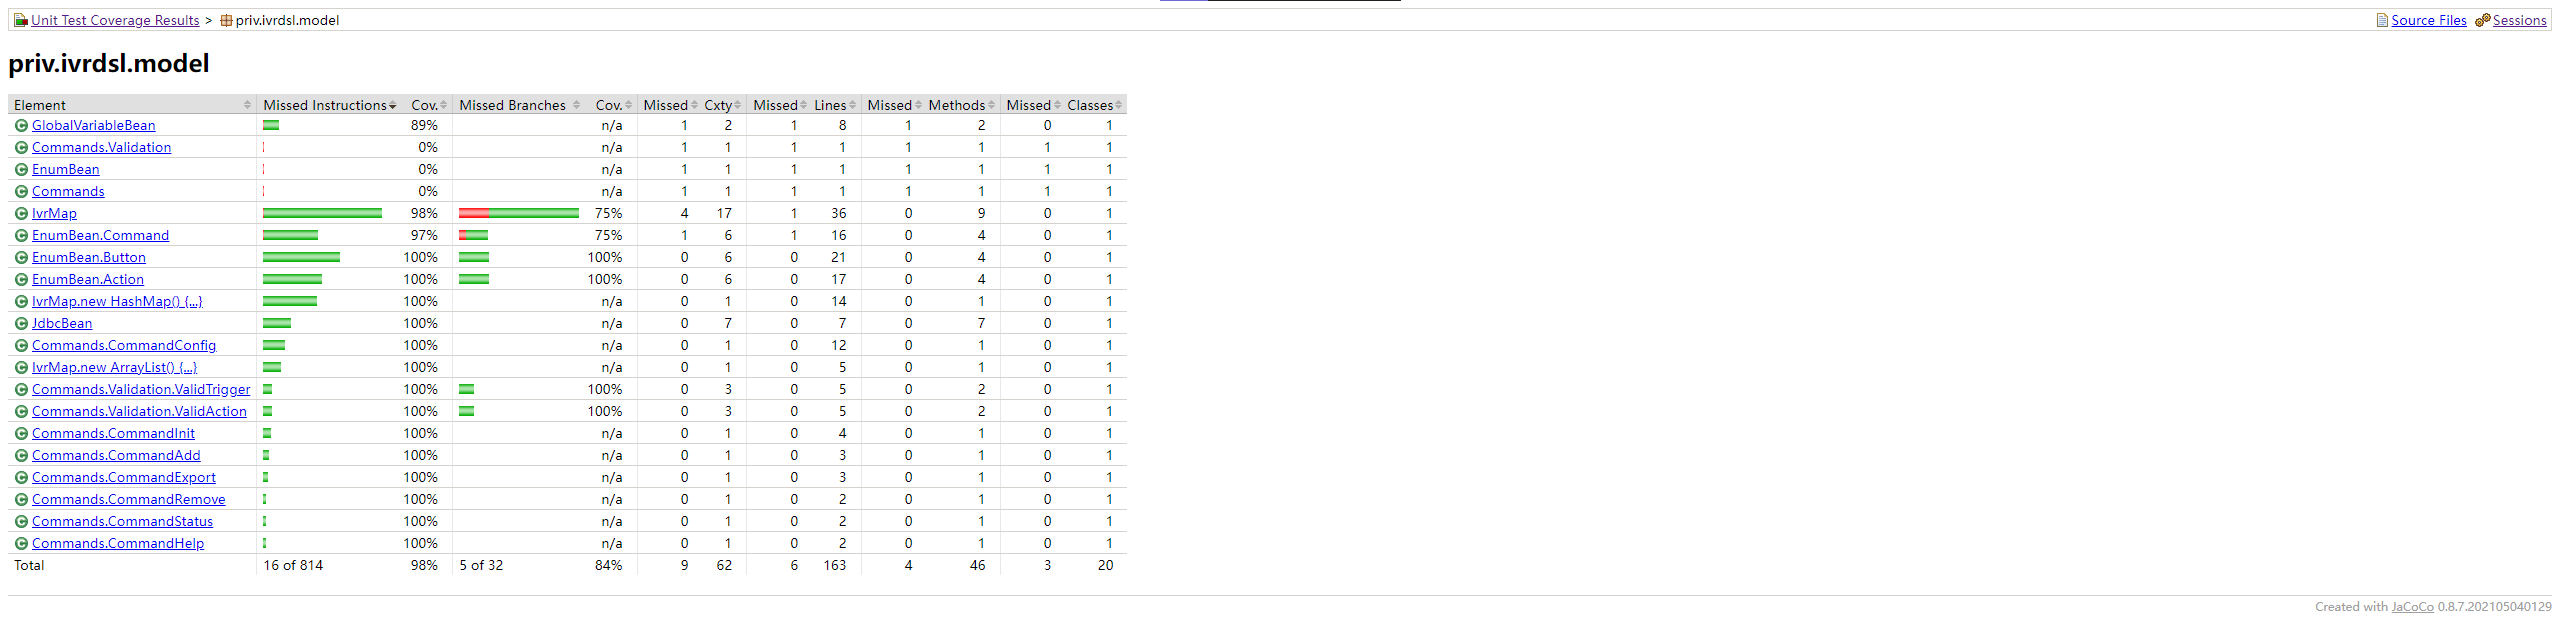 Unit Test Coverage Results > priv.ivrdsl.model Source Files Sessions
priv.ivrdsl.model
Element Missed Instructions Cov. Missed Branches Cov. Missed Cxty Missed Lines Missed Methods Missed Classes
GlobalVariableBean 89% n/a 1 2 1 8 1 2 0 1
Commands.Validation 0% n/a 1 1 1 1 1 1 1 1
EnumBean 0% n/a 1 1 1 1 1 1 1 1
Commands 0% n/a 1 1 1 1 1 1 1 1
IvrMap 98% 75% 4 17 1 36 0 9 0 1
EnumBean.Command 97% 75% 1 6 1 16 0 4 0 1
EnumBean.Button 100% 100% 0 6 0 21 0 4 0 1
EnumBean.Action 100% 100% 0 6 0 17 0 4 0 1
IvrMap.new HashMap() {...} 100% n/a 0 1 0 14 0 1 0 1
JdbcBean 100% n/a 0 7 0 7 0 7 0 1
Commands.CommandConfig 100% n/a 0 1 0 12 0 1 0 1
IvrMap.new ArrayList() {...} 100% n/a 0 1 0 5 0 1 0 1
Commands.Validation.ValidTrigger 100% 100% 0 3 0 5 0 2 0 1
Commands.Validation.ValidAction 100% 100% 0 3 0 5 0 2 0 1
Commands.CommandInit 100% n/a 0 1 0 4 0 1 0 1
Commands.CommandAdd 100% n/a 0 1 0 3 0 1 0 1
Commands.CommandExport 100% n/a 0 1 0 3 0 1 0 1
Commands.CommandRemove 100% n/a 0 1 0 2 0 1 0 1
Commands.CommandStatus 100% n/a 0 1 0 2 0 1 0 1
Commands.CommandHelp 100% n/a 0 1 0 2 0 1 0 1
Total 16 of 814 98% 5 of 32 84% 9 62 6 163 4 46 3 20
Created with JaCoCo 0.8.7.202105040129